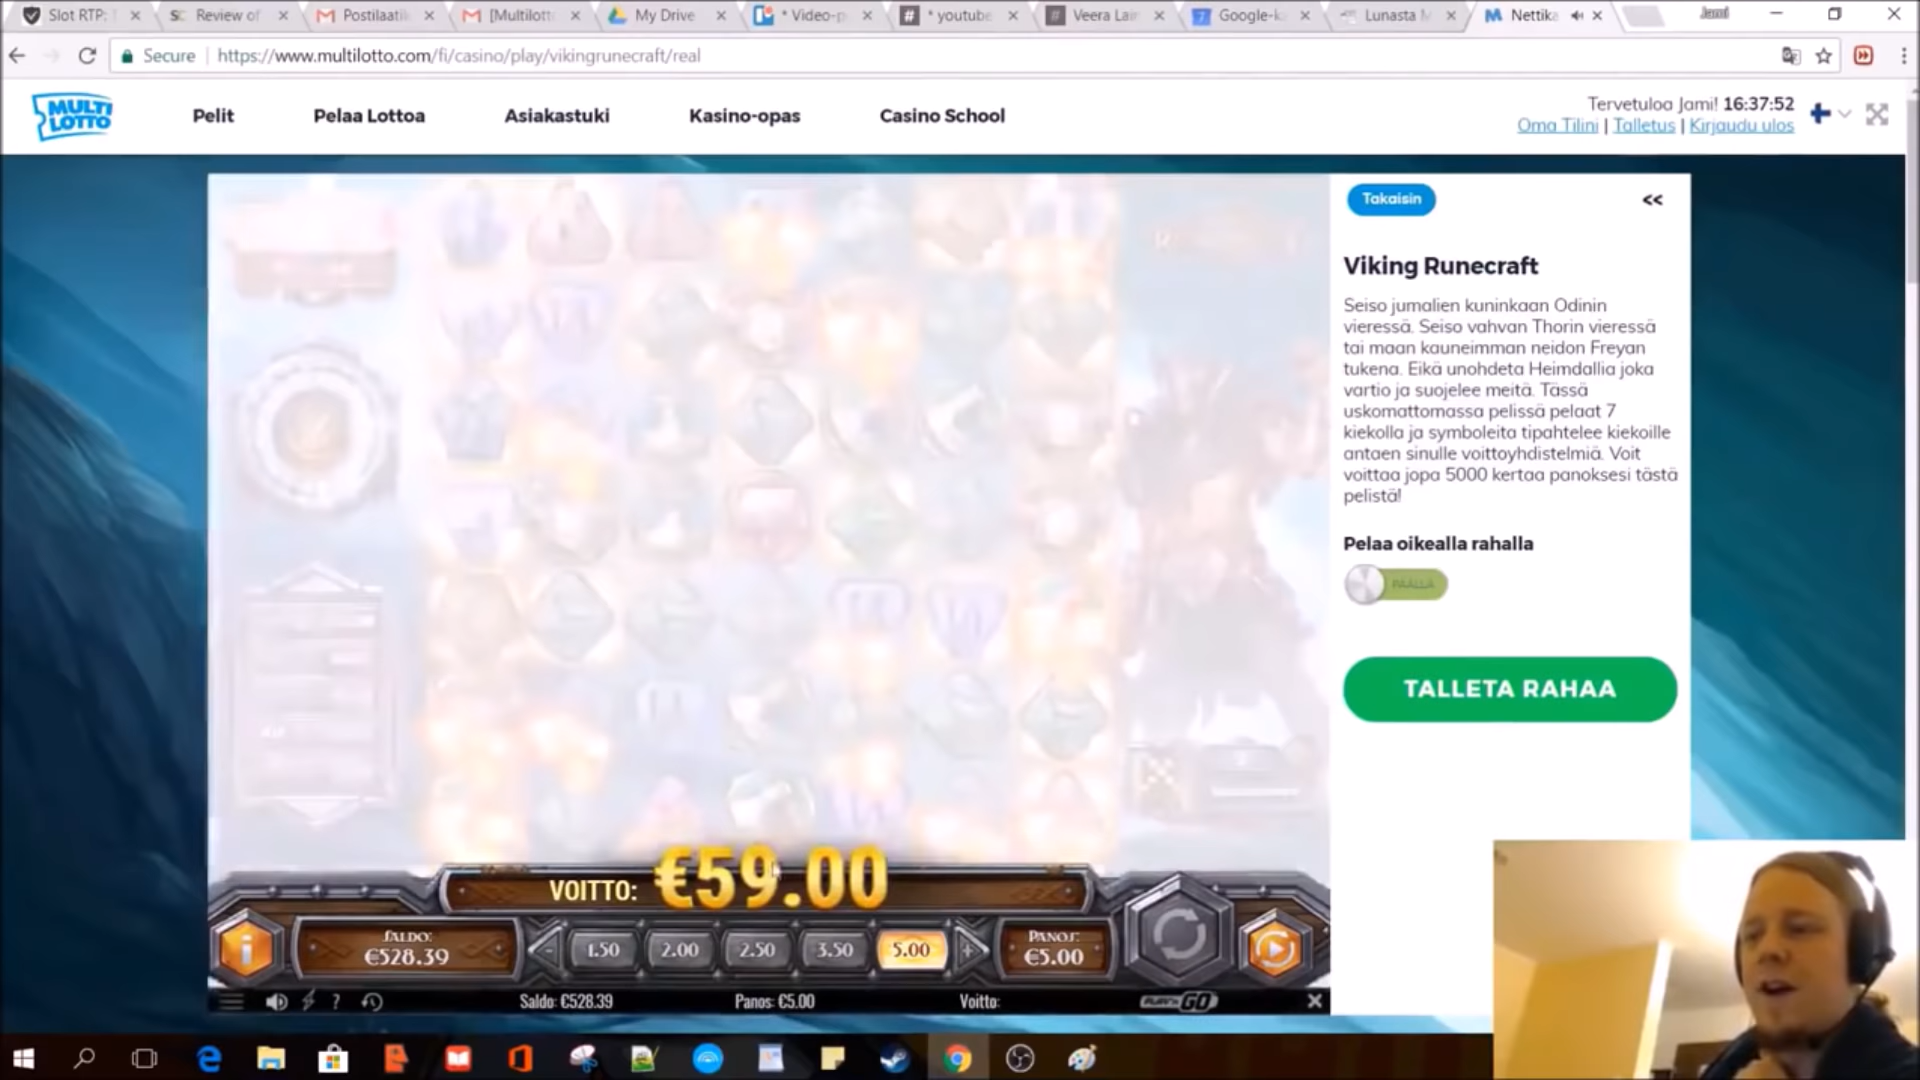 Slot RTP:
Review of
Postilaati
[Multilott
My Drive
* Video-p
* youtube
Veera Lai
Google-k
Lunasta M
Nettika
Jami
Secure
https://www.multilotto.com/fi/casino/play/vikingrunecraft/real
MULTI
LOTTO
Pelit
Pelaa Lottoa
Asiakastuki
Kasino-opas
Casino School
Tervetuloa Jami! 16:37:52
Oma Tilini | Talletus | Kirjaudu ulos
Takaisin
<<
Viking Runecraft
Seiso jumalien kuninkaan Odinin
vieressä. Seiso vahvan Thorin vieressä
tai maan kauneimman neidon Freyan
tukena. Eikä unohdeta Heimdallia joka
vartio ja suojelee meitä. Tässä
uskomattomassa pelissä pelaat 7
kiekolla ja symboleita tipahtelee kiekoille
antaen sinulle voittoyhdistelmiä. Voit
voittaa jopa 5000 kertaa panoksesi tästä
pelistä!
Pelaa oikealla rahalla
PÄÄLLÄ
TALLETA RAHAA
VOITTO: €59.00
SALDO:
€528.39
1.50
2.00
2.50
3.50
5.00
PANOS:
€5.00
Saldo: €528.39
Panos: €5.00
Voitto:
PLAY'N GO